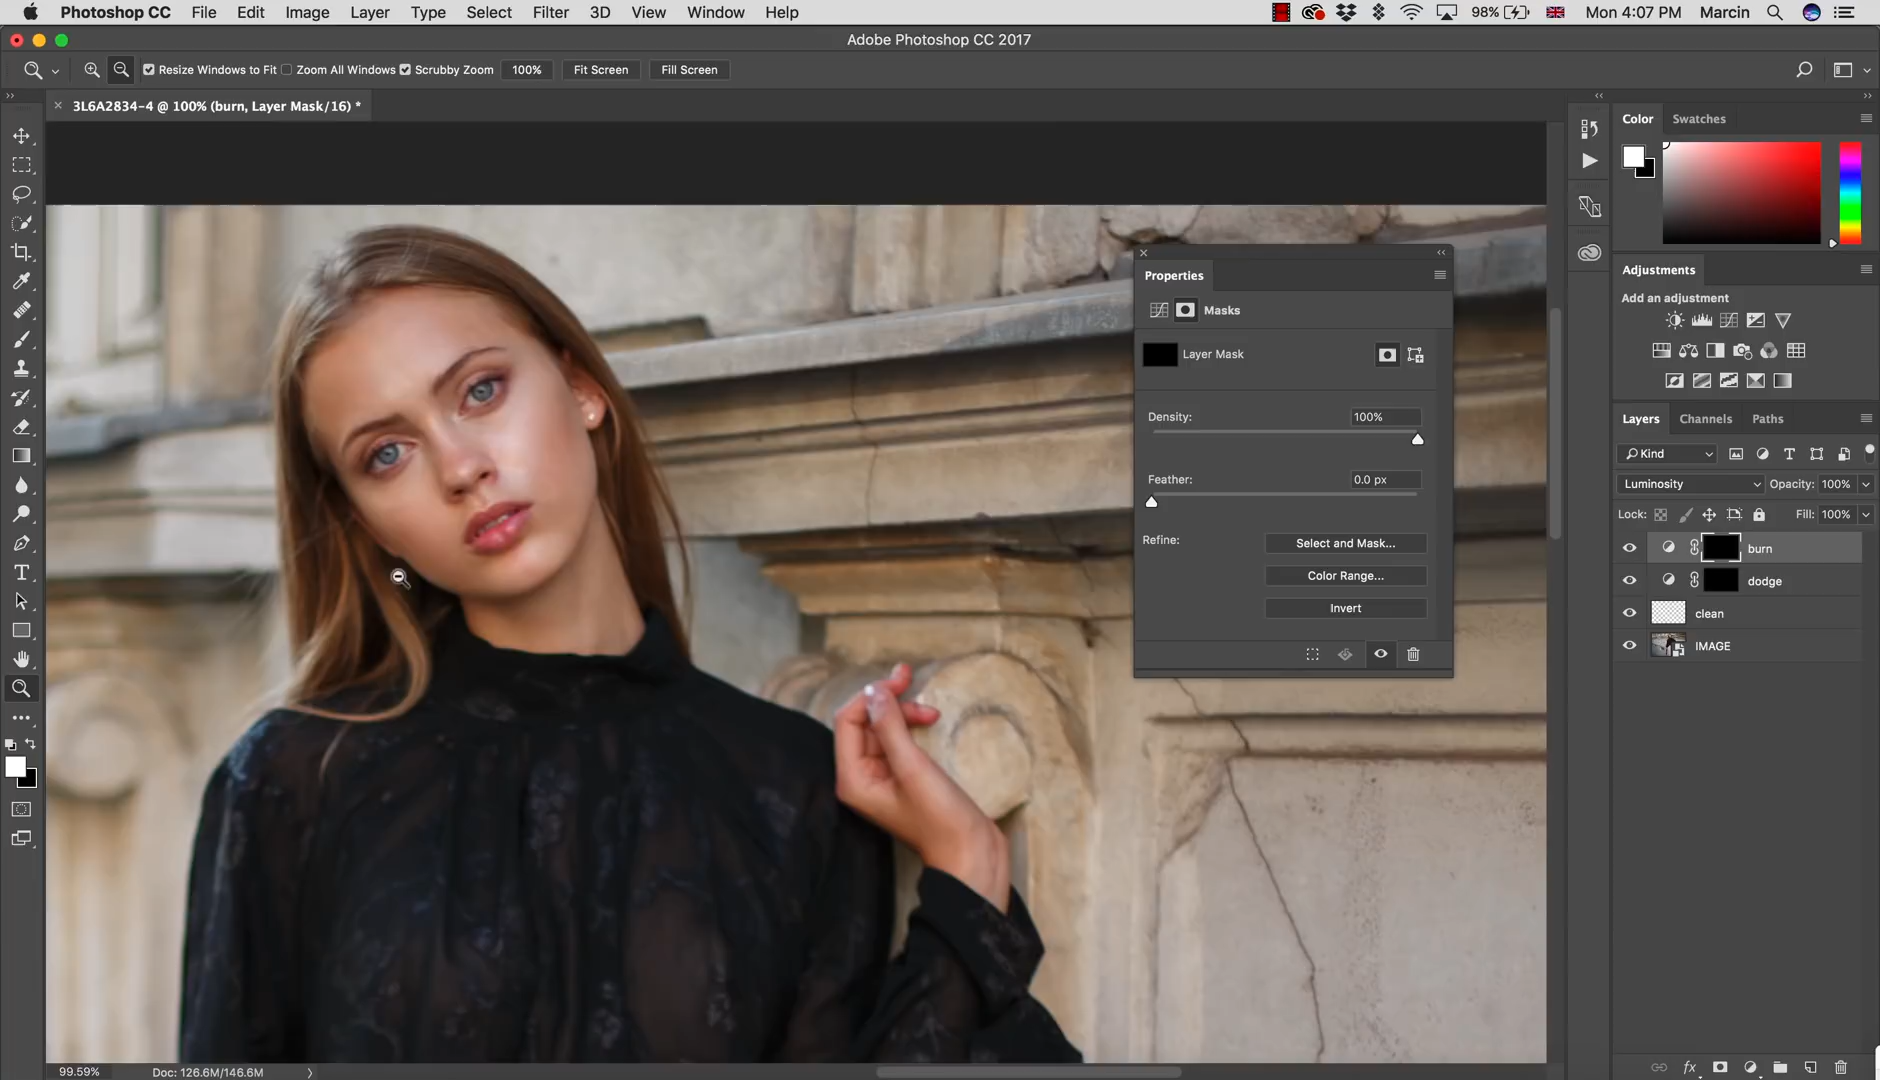 Photoshop CC File Edit Image Layer Type Select Filter 3D View Window Help 98% Mon 4:07 PM Marcin
Adobe Photoshop CC 2017
Resize Windows to Fit Zoom All Windows Scrubby Zoom 100% Fit Screen Fill Screen
3L6A2834-4 @ 100% (burn, Layer Mask/16) *
Color Swatches
Properties
Masks
Layer Mask
Density: 100%
Feather: 0.0 px
Refine: Select and Mask...
Color Range...
Invert
Adjustments
Add an adjustment
Layers Channels Paths
Kind
Luminosity Opacity: 100%
Lock: Fill: 100%
burn
dodge
clean
IMAGE
fx
99.59% Doc: 126.6M/146.6M